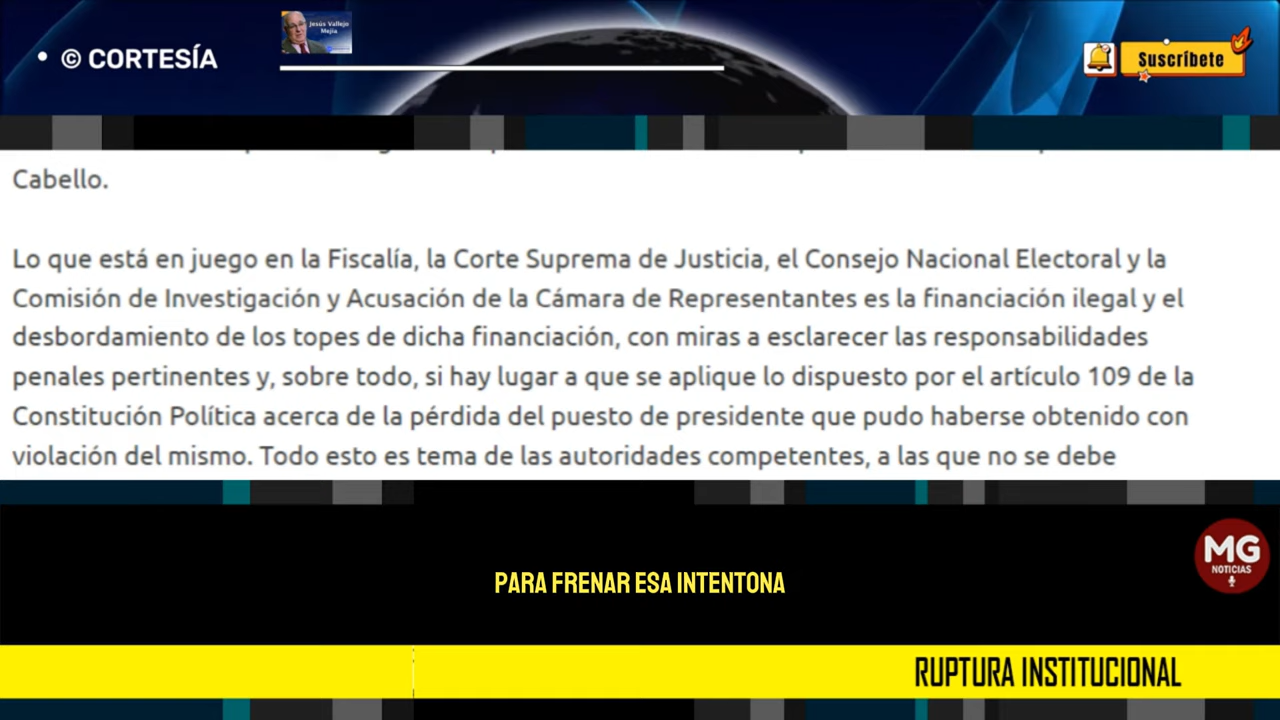 • © CORTESÍA
Jesús Vallejo
Mejía
Suscríbete
Cabello.
Lo que está en juego en la Fiscalía, la Corte Suprema de Justicia, el Consejo Nacional Electoral y la
Comisión de Investigación y Acusación de la Cámara de Representantes es la financiación ilegal y el
desbordamiento de los topes de dicha financiación, con miras a esclarecer las responsabilidades
penales pertinentes y, sobre todo, si hay lugar a que se aplique lo dispuesto por el artículo 109 de la
Constitución Política acerca de la pérdida del puesto de presidente que pudo haberse obtenido con
violación del mismo. Todo esto es tema de las autoridades competentes, a las que no se debe
MG
NOTICIAS
PARA FRENAR ESA INTENTONA
RUPTURA INSTITUCIONAL